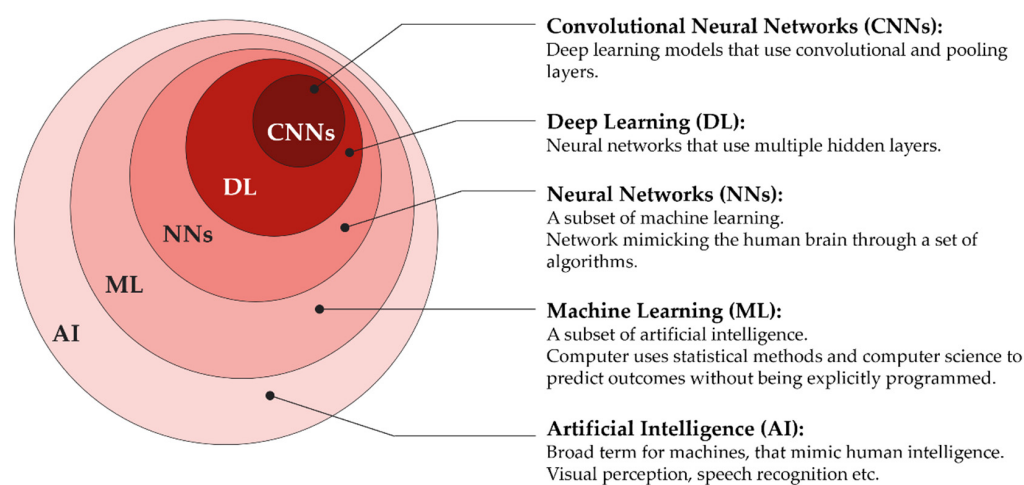 Convolutional Neural Networks (CNNs):
Deep learning models that use convolutional and pooling
layers.
CNNs
Deep Learning (DL):
Neural networks that use multiple hidden layers.
DL
Neural Networks (NNs):
A subset of machine learning.
Network mimicking the human brain through a set of
algorithms.
NNs
ML
Machine Learning (ML):
A subset of artificial intelligence.
Computer uses statistical methods and computer science to
predict outcomes without being explicitly programmed.
AI
Artificial Intelligence (AI):
Broad term for machines, that mimic human intelligence.
Visual perception, speech recognition etc.